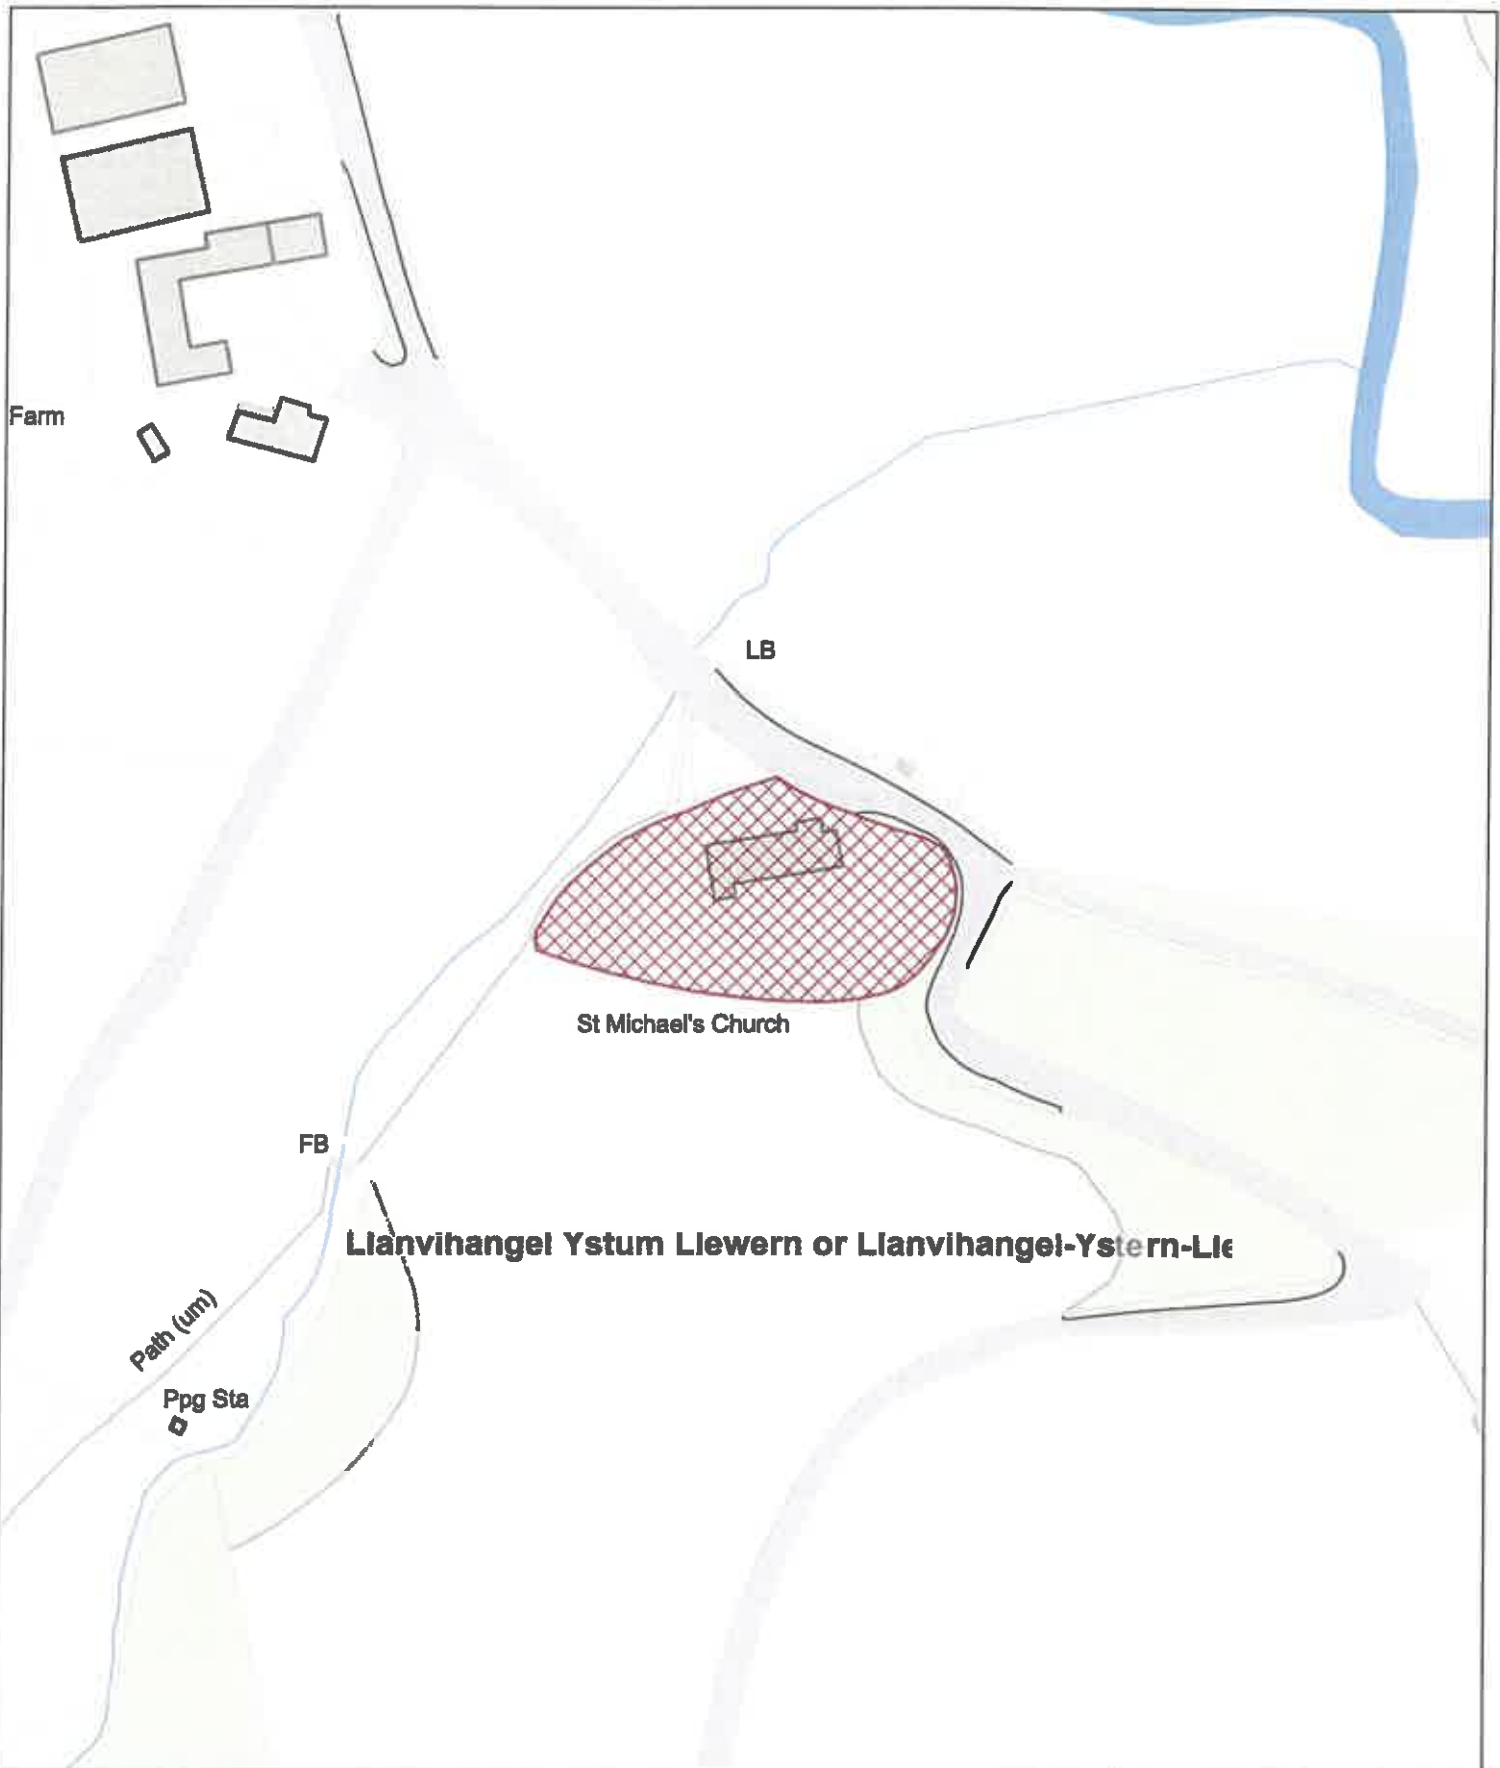 Farm
LB
St Michael's Church
FB
Llanvihangel Ystum Llewern or Llanvihangel-Ystern-Lle
Path (um)
Ppg Sta